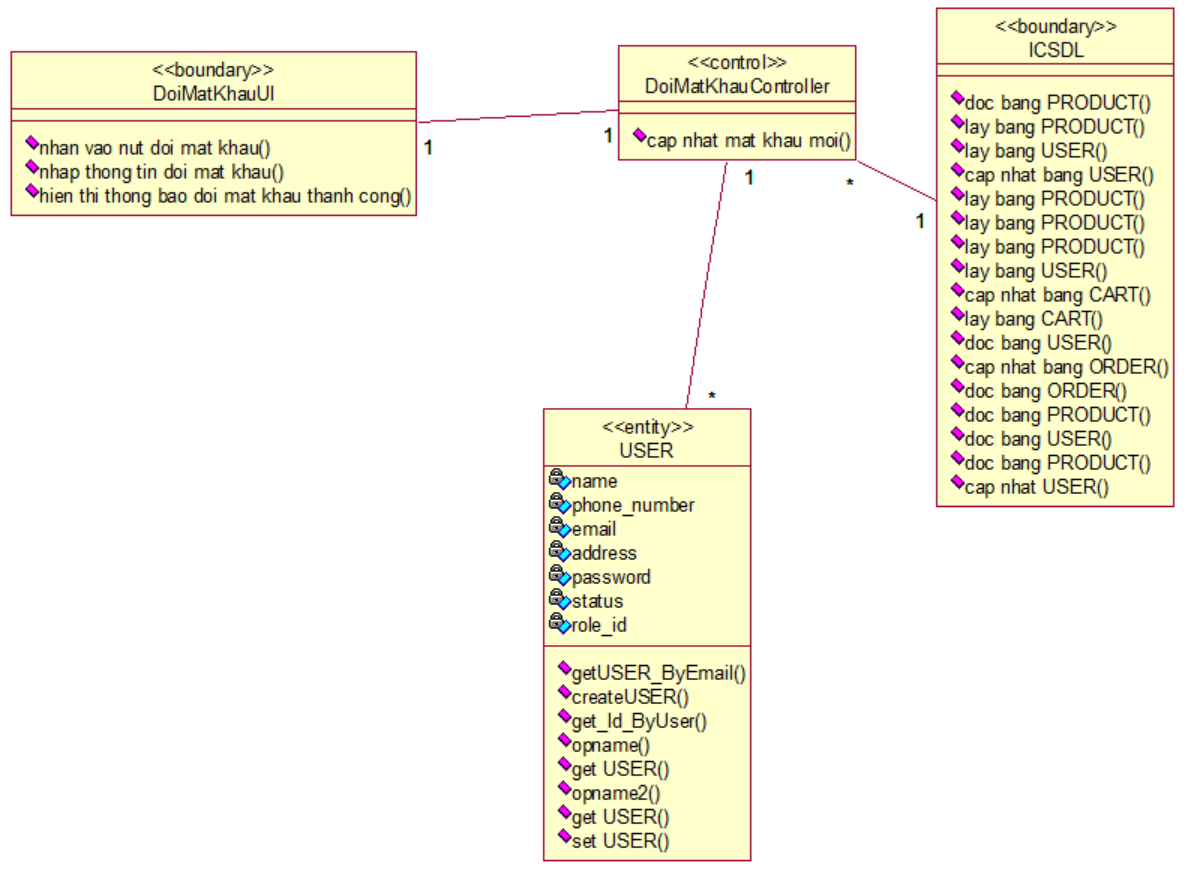 <<boundary>>
DoiMatKhauUI
nhan vao nut doi mat khau()
nhap thong tin doi mat khau()
hien thi thong bao doi mat khau thanh cong()
1
1
<<control>>
DoiMatKhauController
cap nhat mat khau moi()
1
*
1
<<boundary>>
ICSDL
doc bang PRODUCT()
lay bang PRODUCT()
lay bang USER()
cap nhat bang USER()
lay bang PRODUCT()
lay bang PRODUCT()
lay bang PRODUCT()
lay bang USER()
cap nhat bang CART()
lay bang CART()
doc bang USER()
cap nhat bang ORDER()
doc bang ORDER()
doc bang PRODUCT()
doc bang USER()
doc bang PRODUCT()
cap nhat USER()
*
<<entity>>
USER
name
phone_number
email
address
password
status
role_id
getUSER_ByEmail()
createUSER()
get_Id_ByUser()
opname()
get USER()
opname2()
get USER()
set USER()